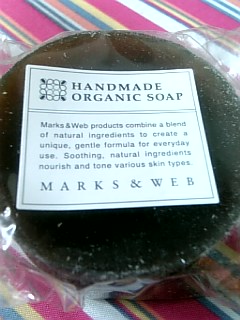 HANDMADE
ORGANIC SOAP
Marks & Web products combine a blend
of natural ingredients to create a
unique, gentle formula for everyday
use. Soothing, natural ingredients
nourish and tone various skin types.
MARKS & WEB